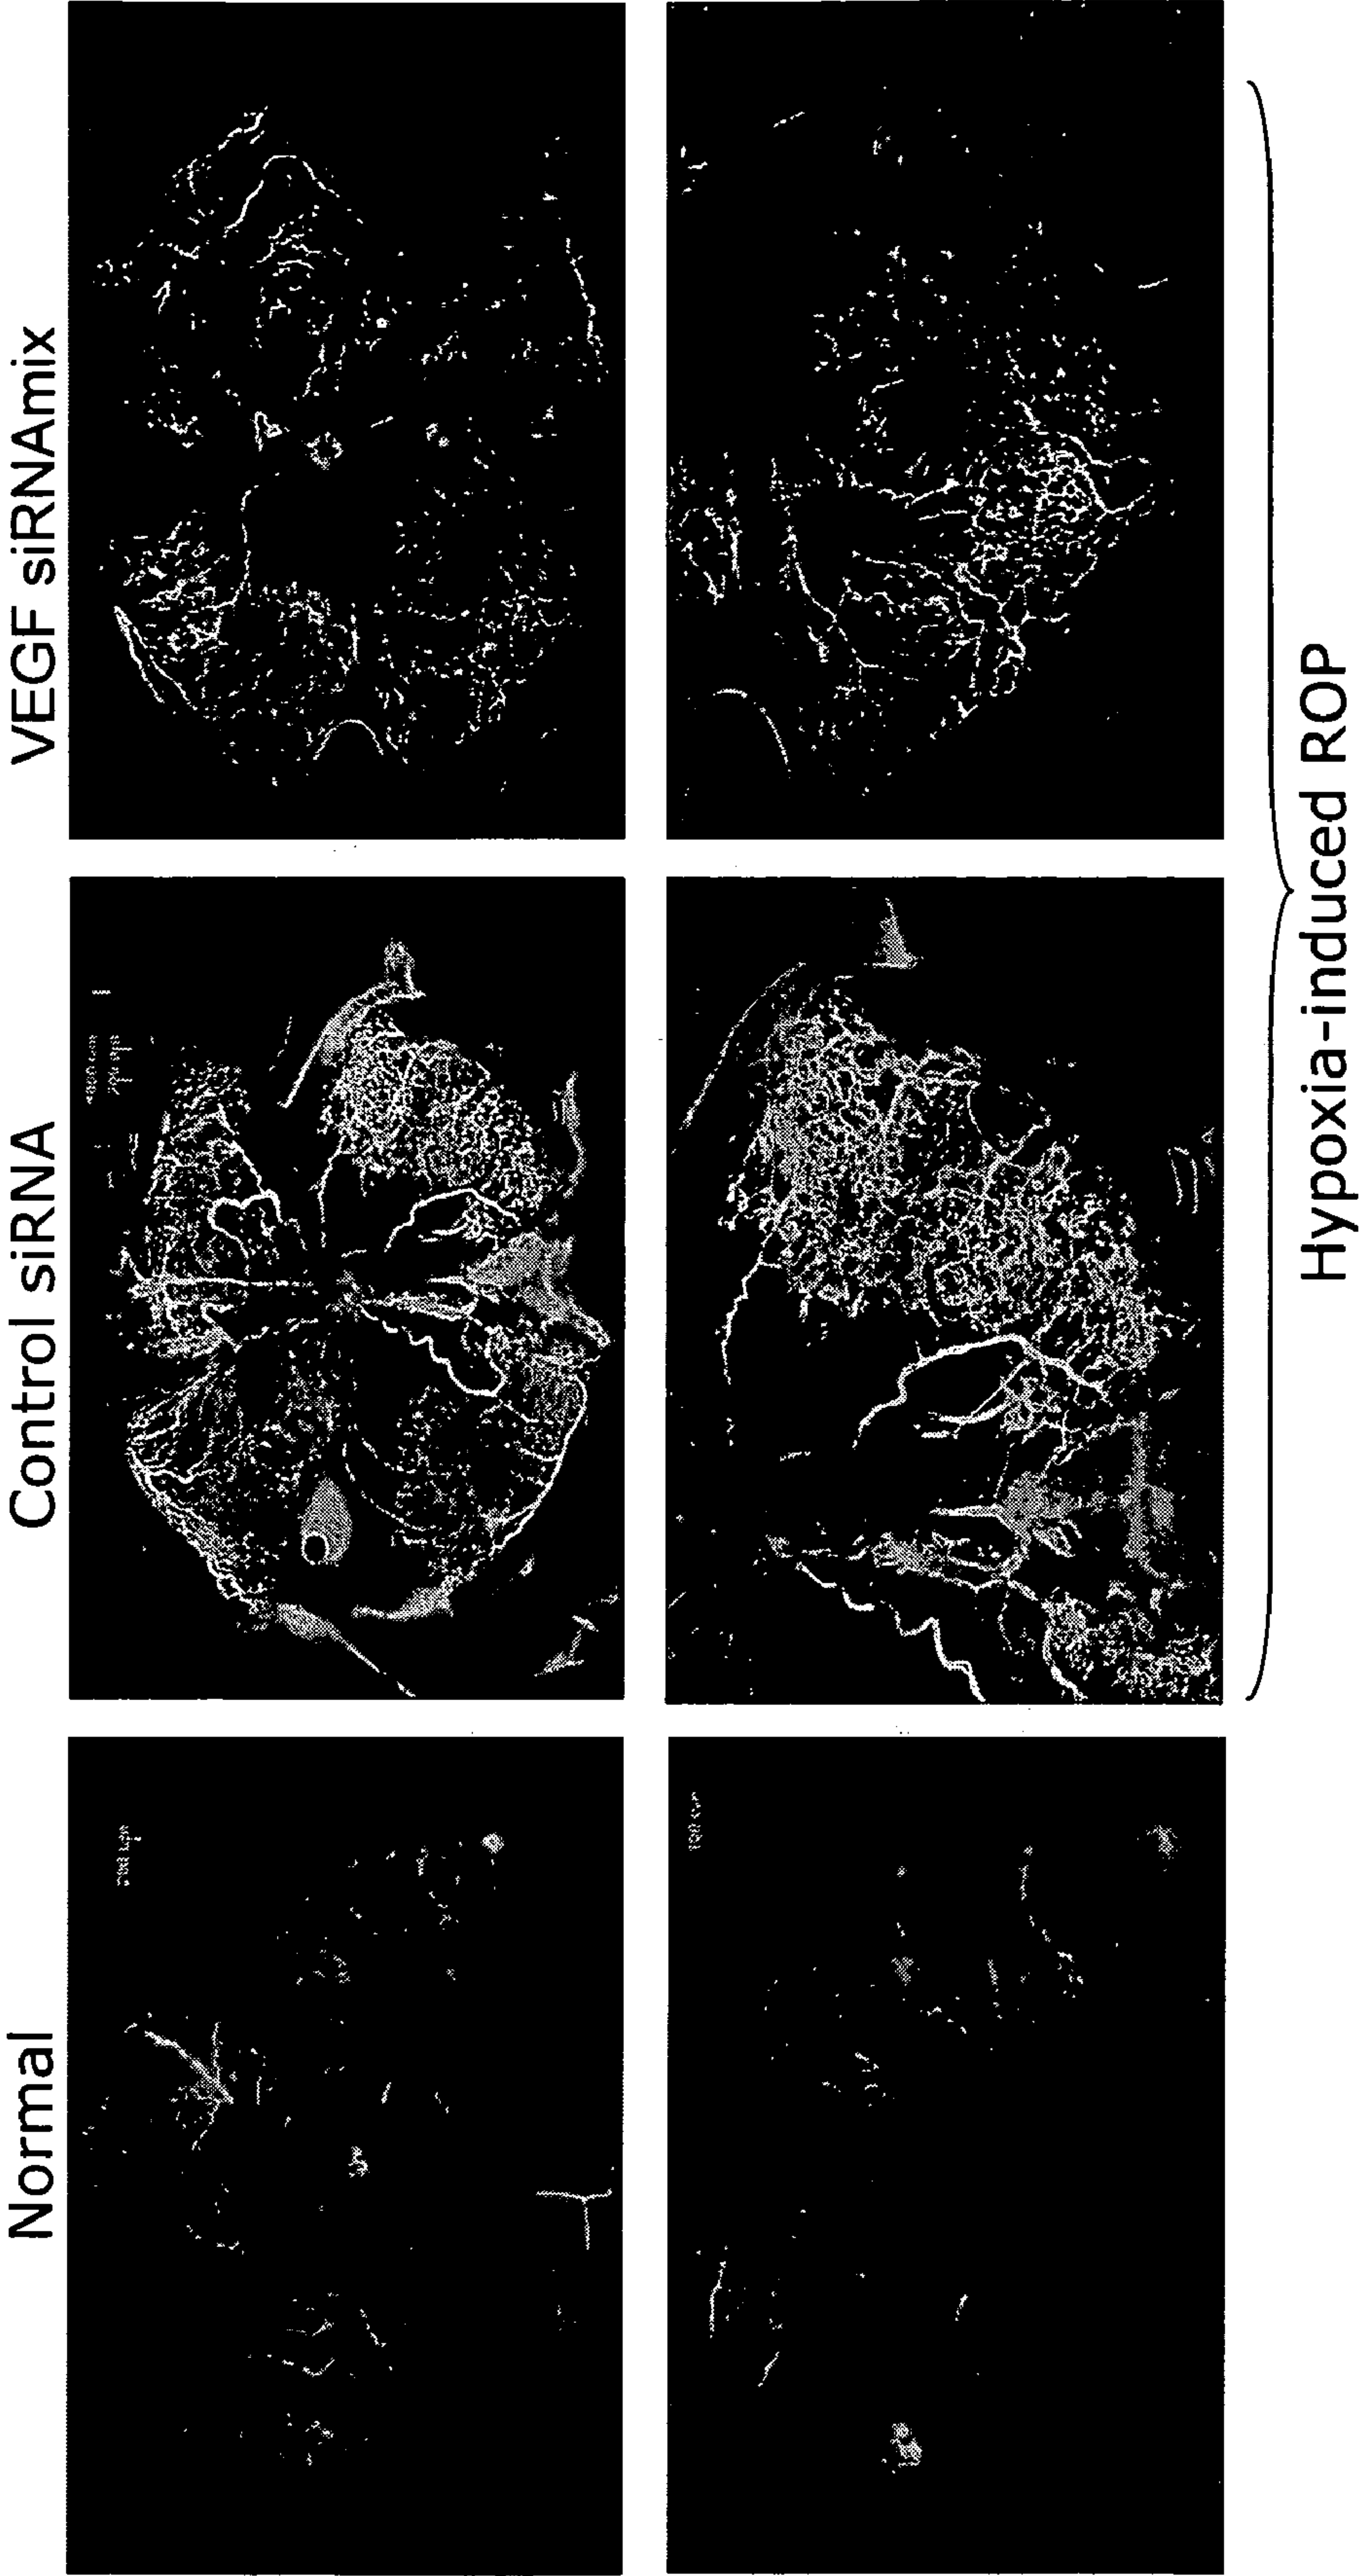 Normal
Control siRNA
VEGF siRNAmix
Hypoxia-induced ROP